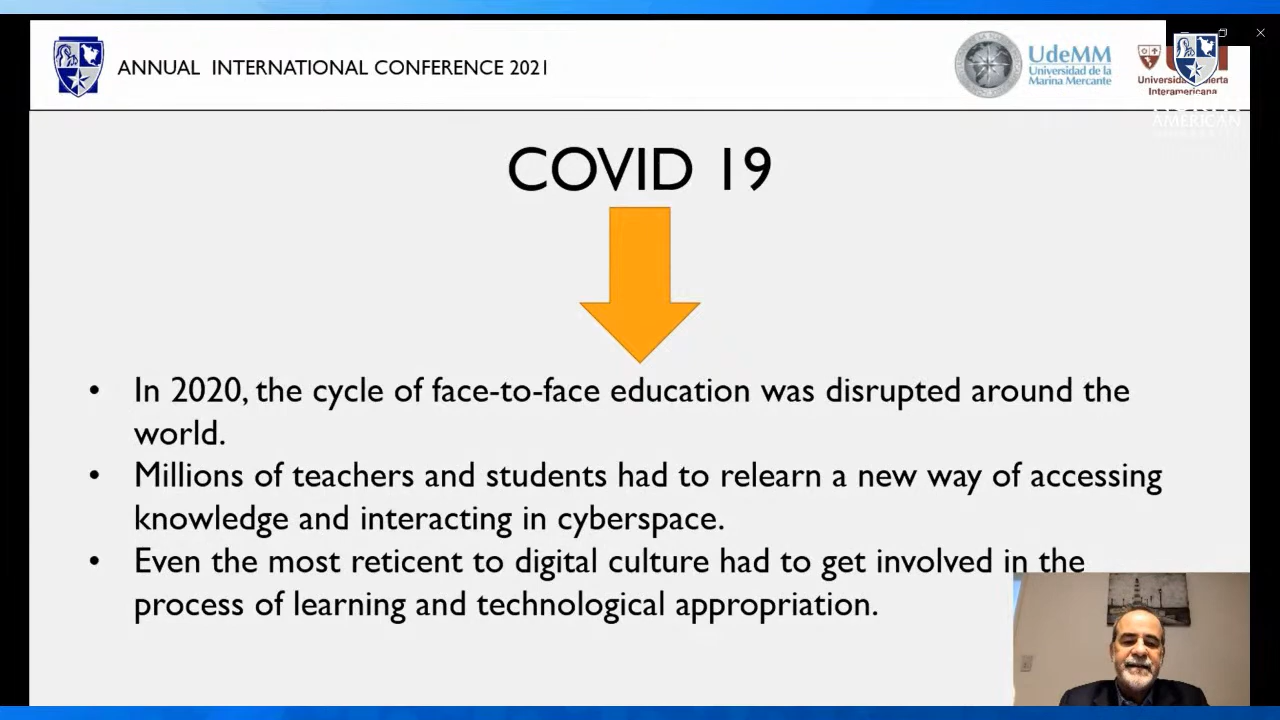 ANNUAL INTERNATIONAL CONFERENCE 2021
UdeMM
Universidad de la
Marina Mercante
Interamericana
AMERICAN
COVID 19
• In 2020, the cycle of face-to-face education was disrupted around the
world.
• Millions of teachers and students had to relearn a new way of accessing
knowledge and interacting in cyberspace.
• Even the most reticent to digital culture had to get involved in the
process of learning and technological appropriation.